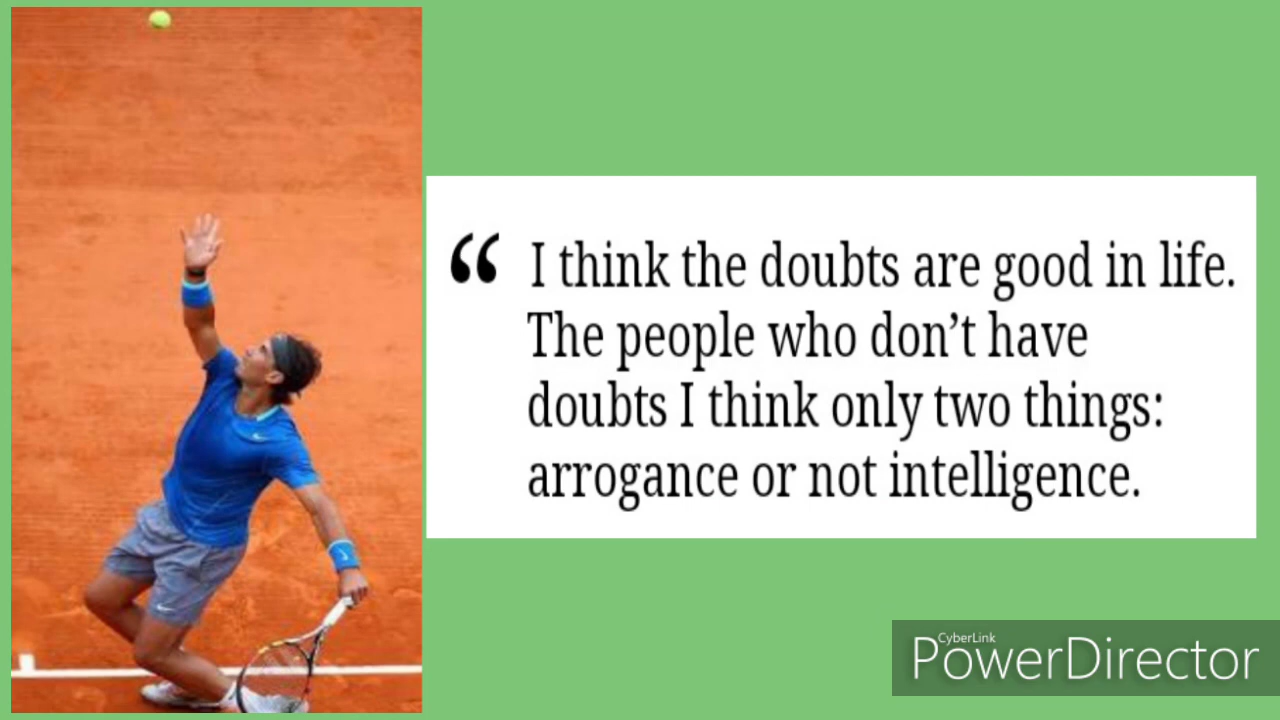 “ I think the doubts are good in life.
The people who don’t have
doubts I think only two things:
arrogance or not intelligence.
CyberLink
PowerDirector